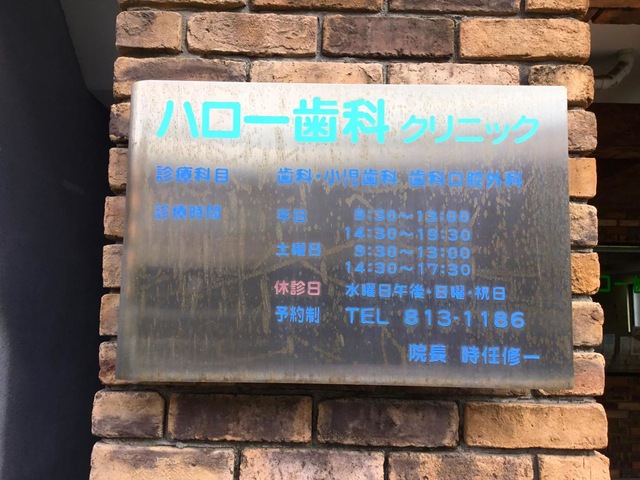 ハロー歯科 クリニック
診療科目 歯科・小児歯科 歯科口腔外科
診療時間 平日 9:30～13:00
14:30～19:30
土曜日 9:30～13:00
14:30～17:30
休診日 水曜日午後・日曜・祝日
予約制 TEL 813-1186
院長 時任修一